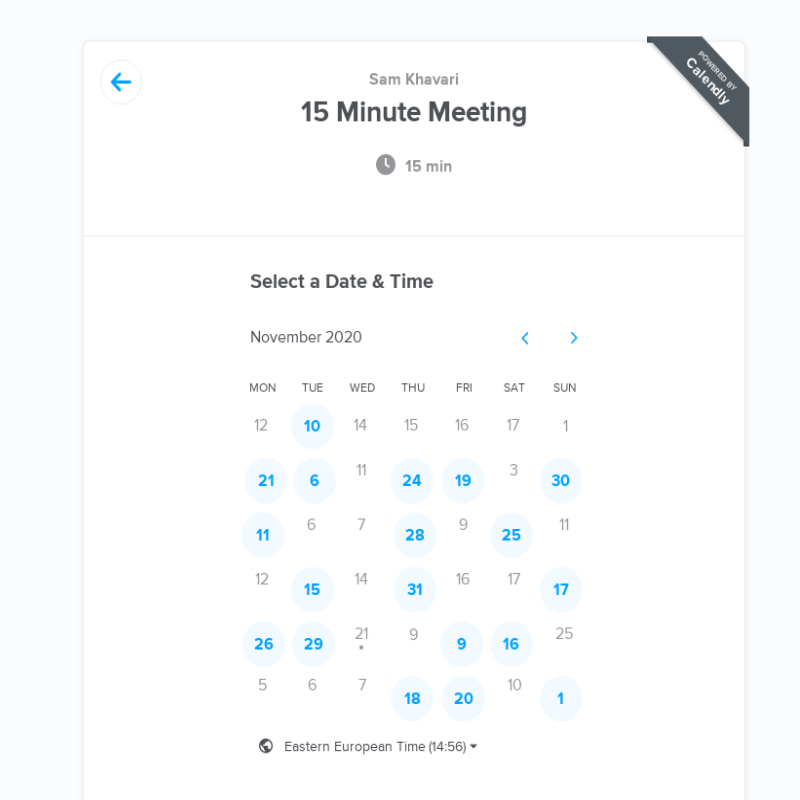 POWERED BY
Calendly
Sam Khavari
15 Minute Meeting
15 min
Select a Date & Time
November 2020
MON TUE WED THU FRI SAT SUN
12 10 14 15 16 17 1
21 6 11 24 19 3 30
11 6 7 28 9 25 11
12 15 14 31 16 17 17
26 29 21 9 9 16 25
5 6 7 18 20 10 1
Eastern European Time (14:56)